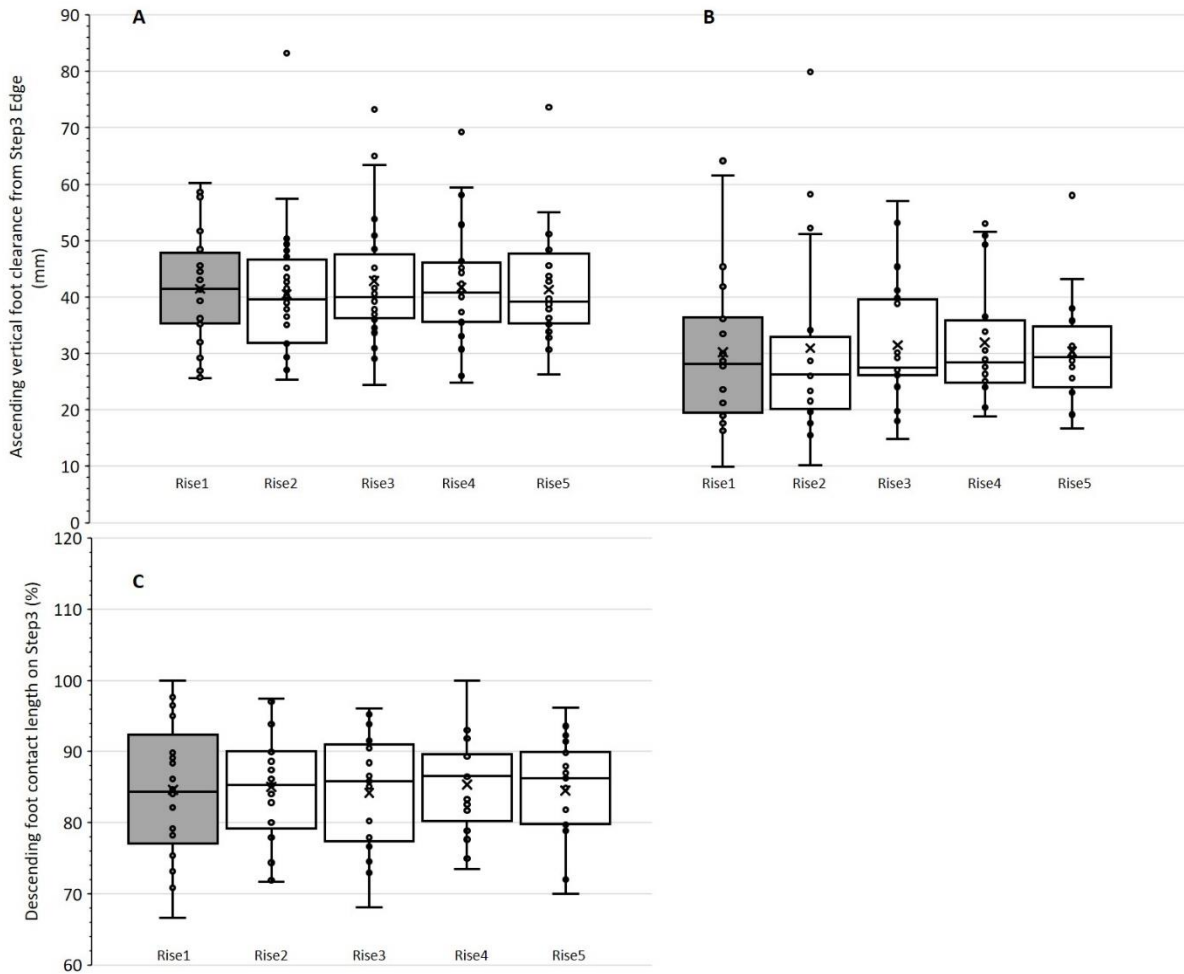 A
B
Ascending vertical foot clearance from Step3 Edge
(mm)
90
80
70
60
50
40
30
20
10
0
Rise1 Rise2 Rise3 Rise4 Rise5
Rise1 Rise2 Rise3 Rise4 Rise5
C
Descending foot contact length on Step3 (%)
120
110
100
90
80
70
60
Rise1 Rise2 Rise3 Rise4 Rise5